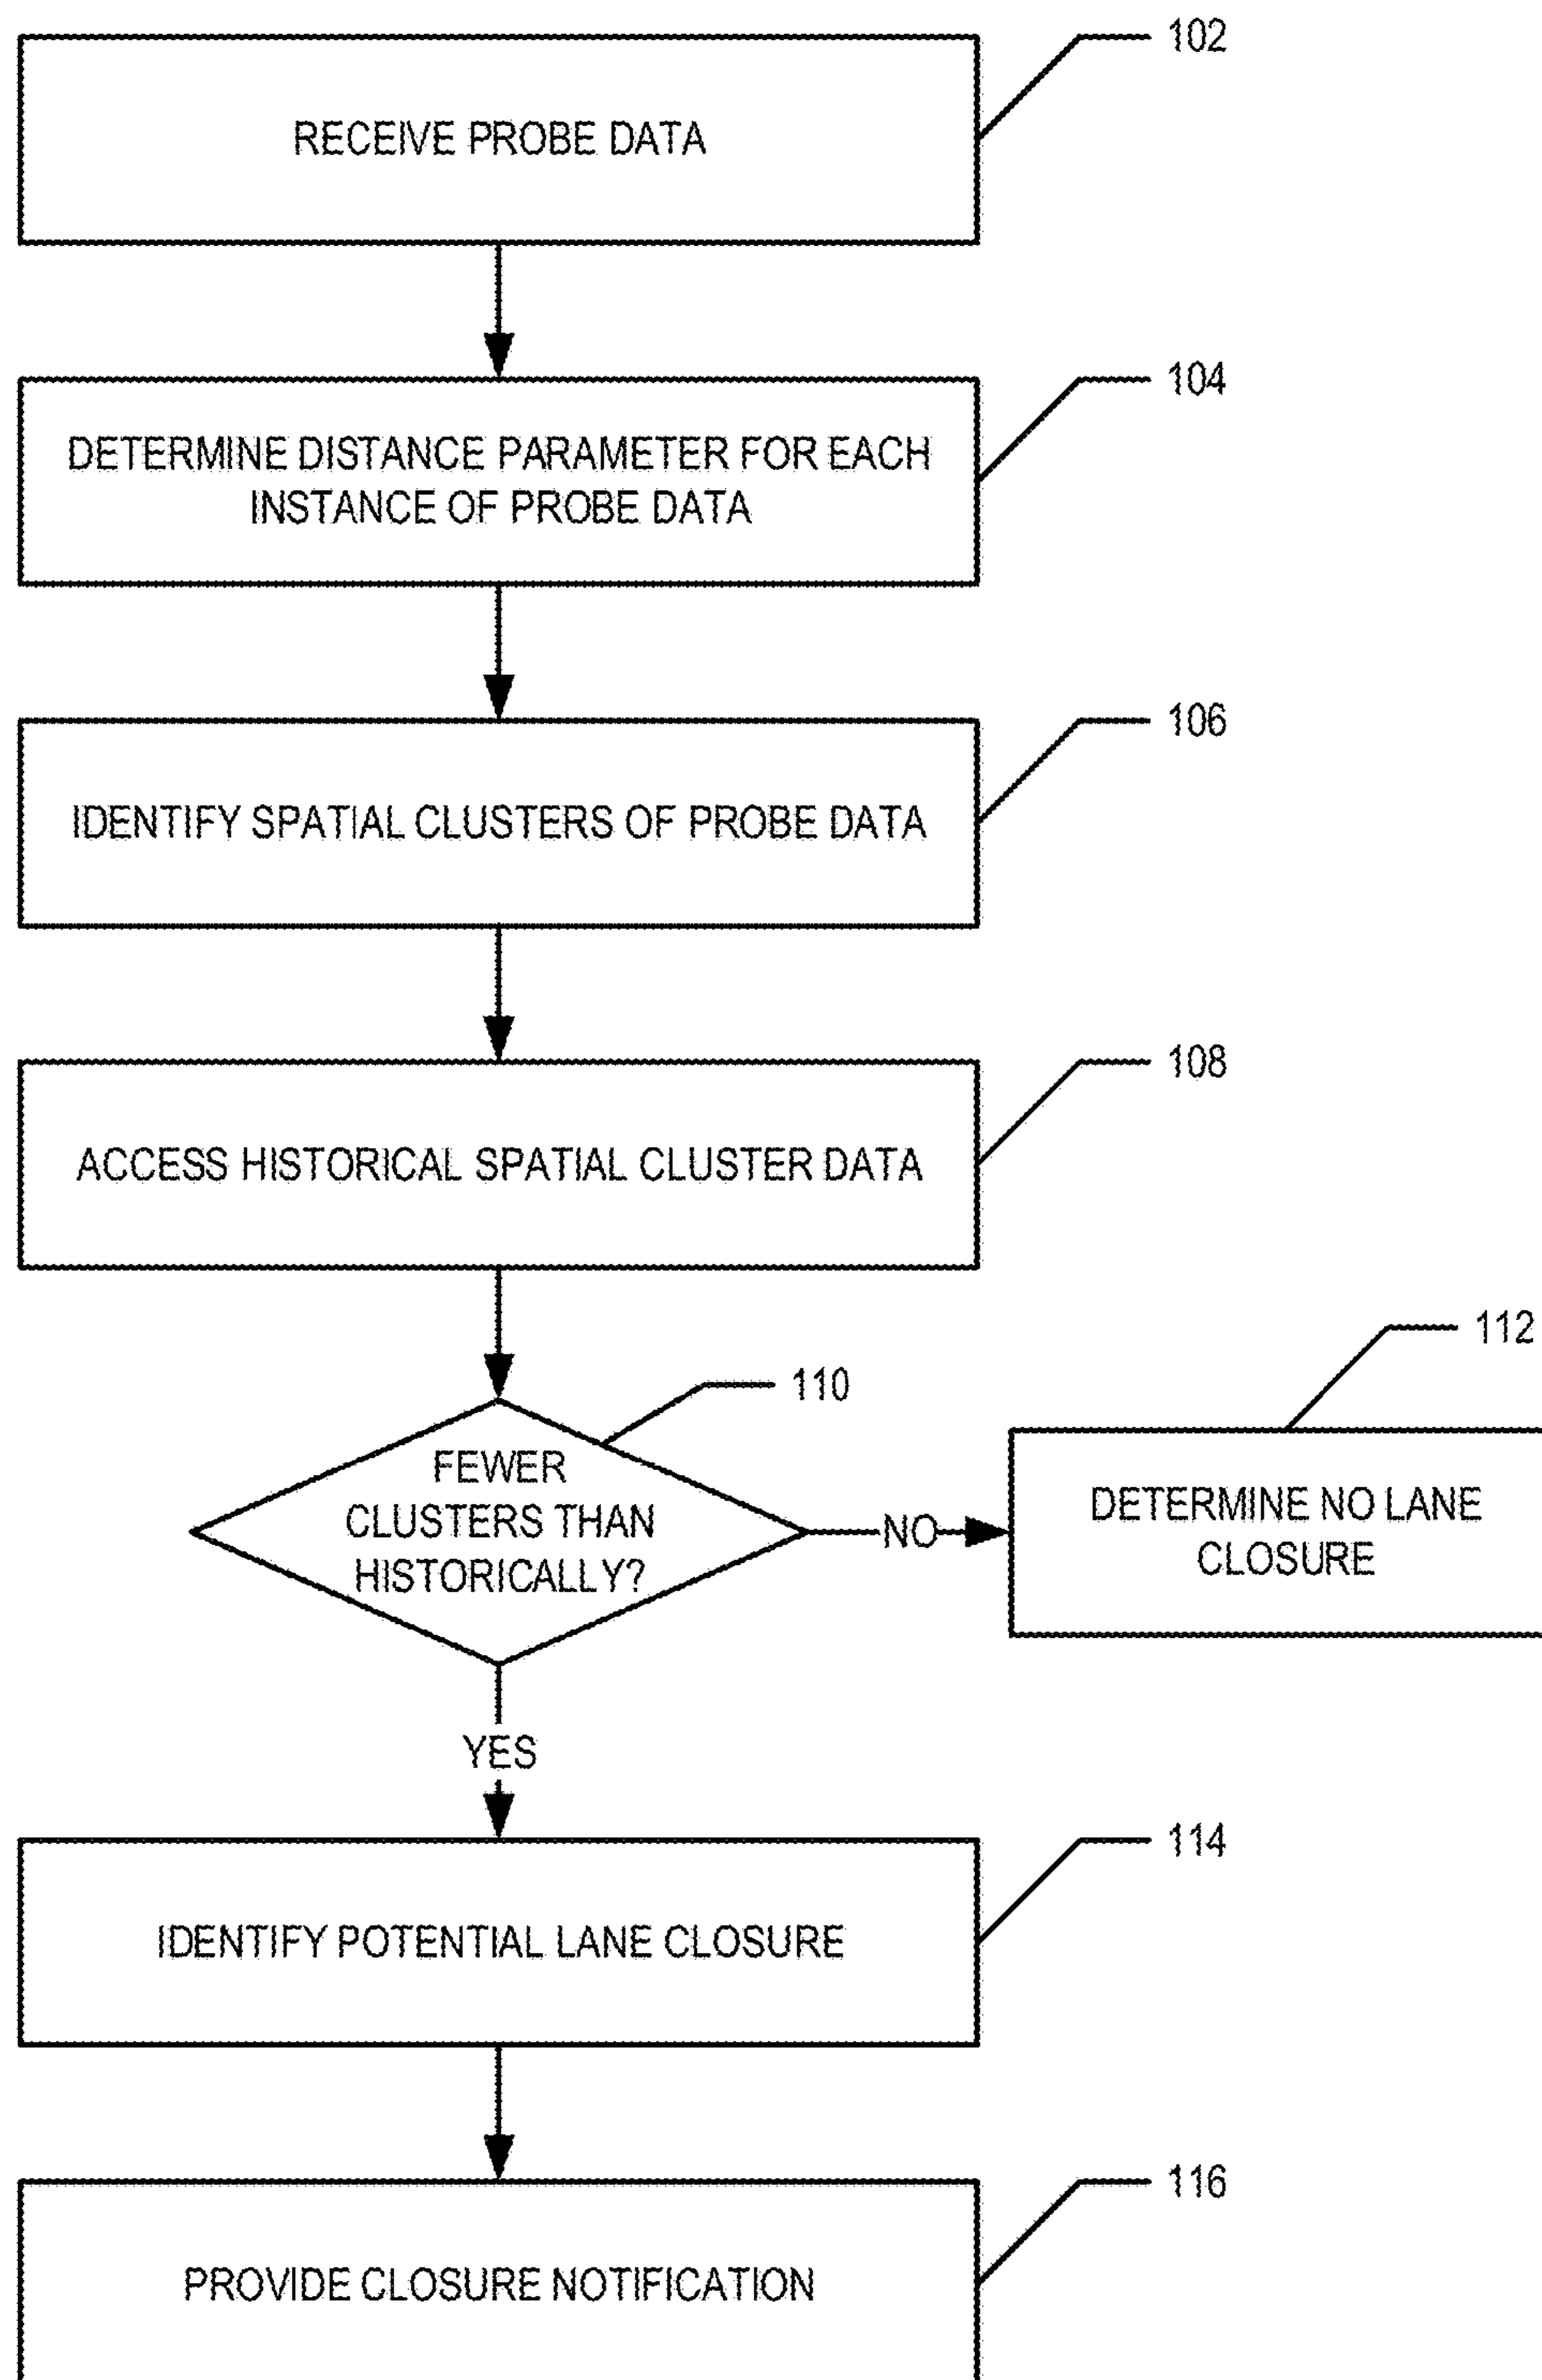 102
RECEIVE PROBE DATA
104
DETERMINE DISTANCE PARAMETER FOR EACH
INSTANCE OF PROBE DATA
106
IDENTIFY SPATIAL CLUSTERS OF PROBE DATA
108
ACCESS HISTORICAL SPATIAL CLUSTER DATA
110
FEWER
CLUSTERS THAN
HISTORICALLY?
NO
112
DETERMINE NO LANE
CLOSURE
YES
114
IDENTIFY POTENTIAL LANE CLOSURE
116
PROVIDE CLOSURE NOTIFICATION